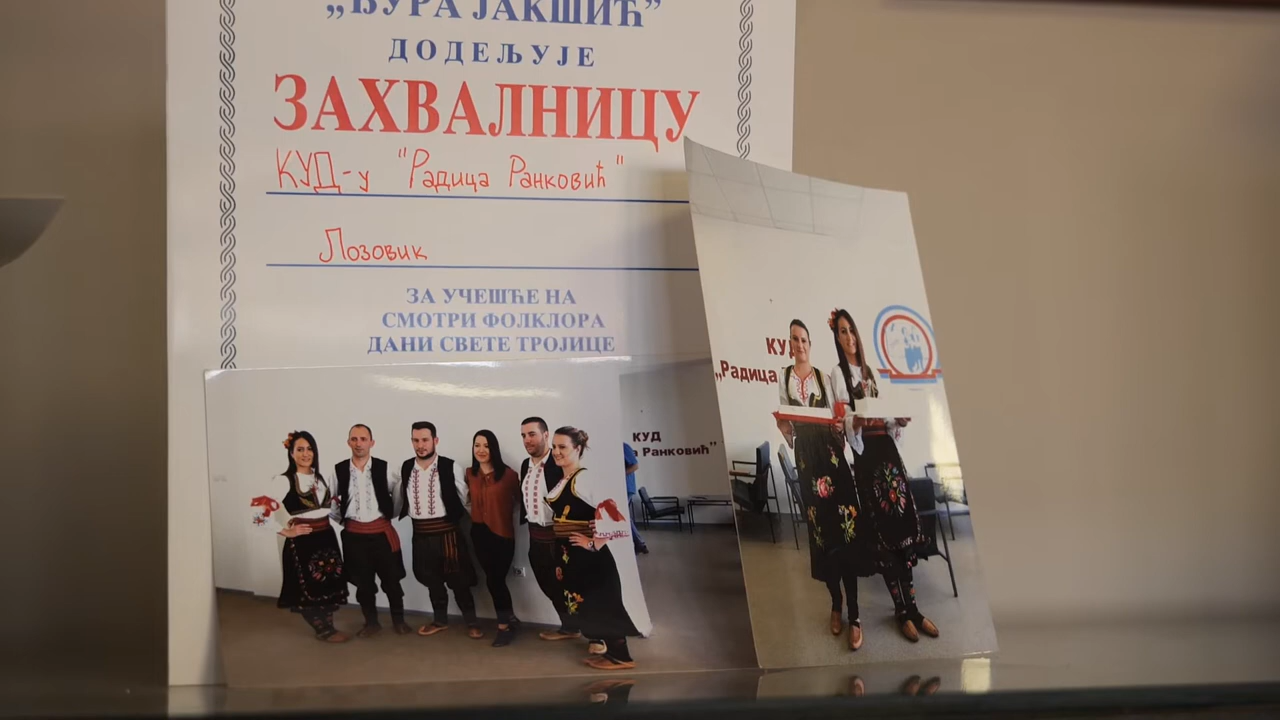 „ЂУРА ЈАКШИЋ”
ДОДЕЉУЈЕ
ЗАХВАЛНИЦУ
КУД-у "Радица Ранковић"
Лозовик
ЗА УЧЕШЋЕ НА
СМОТРИ ФОЛКЛОРА
ДАНИ СВЕТЕ ТРОЈИЦЕ
КУД
Ранковић”
КУД
„Радица